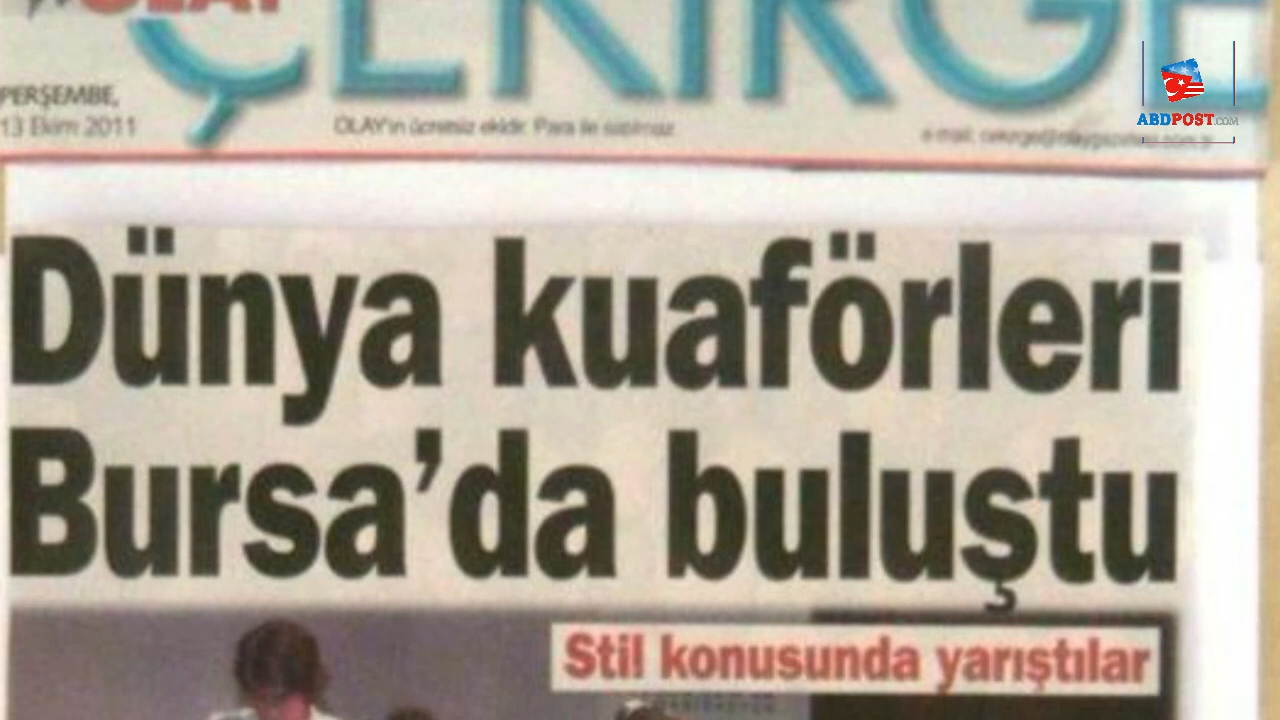 OLAY
ÇEKİRGE
PERŞEMBE,
13 Ekim 2011
OLAY'ın ücretsiz ekidir. Para ile satılmaz
ABDPOST.COM
Dünya kuaförleri
Bursa'da buluştu
Stil konusunda yarıştılar